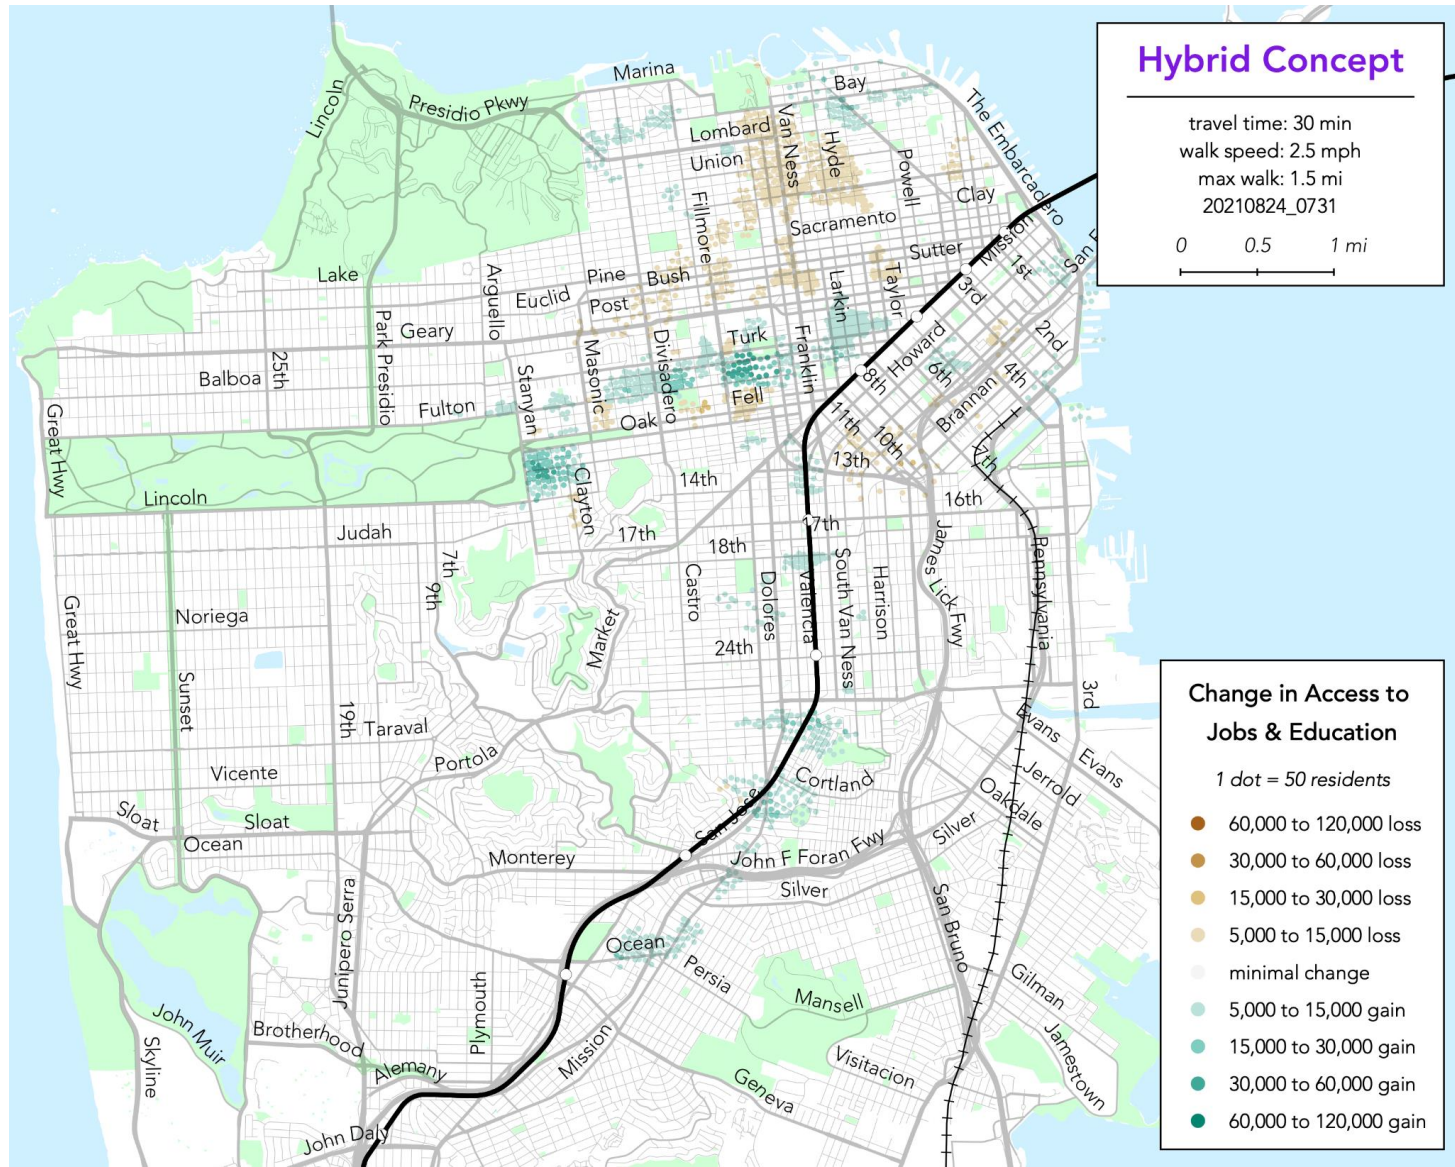 Hybrid Concept
travel time: 30 min
walk speed: 2.5 mph
max walk: 1.5 mi
20210824_0731
0 0.5 1 mi
Marina
Bay
The Embarcadero
Lincoln
Presidio Pkwy
Lombard
Van Ness
Hyde
Union
Powell
Clay
Fillmore
Sacramento
Mission
San F
Sutter
1st
Lake
Arguello
Pine
Bush
Larkin
Taylor
3rd
Euclid
Post
Geary
Park Presidio
Turk
Franklin
Howard
2nd
25th
Balboa
Stanyan
Masonic
Divisadero
8th
6th
4th
Fulton
Fell
Brannan
Great Hwy
Oak
11th
10th
13th
7th
Clayton
14th
Lincoln
16th
Judah
17th
17th
18th
7th
9th
Castro
Dolores
Valencia
South Van Ness
Harrison
James Lick Fwy
Pennsylvania
Great Hwy
Noriega
Market
24th
Sunset
19th
Taraval
3rd
Evans
Portola
Evans
Vicente
Cortland
Jerrold
Oakdale
Sloat
Sloat
San Jose
Silver
Ocean
Monterey
John F Foran Fwy
Silver
Junipero Serra
San Bruno
Ocean
Persia
Gilman
Plymouth
Mansell
John Muir
Brotherhood
Mission
Jamestown
Skyline
Alemany
Visitacion
Geneva
John Daly
Change in Access to
Jobs & Education
1 dot = 50 residents
60,000 to 120,000 loss
30,000 to 60,000 loss
15,000 to 30,000 loss
5,000 to 15,000 loss
minimal change
5,000 to 15,000 gain
15,000 to 30,000 gain
30,000 to 60,000 gain
60,000 to 120,000 gain